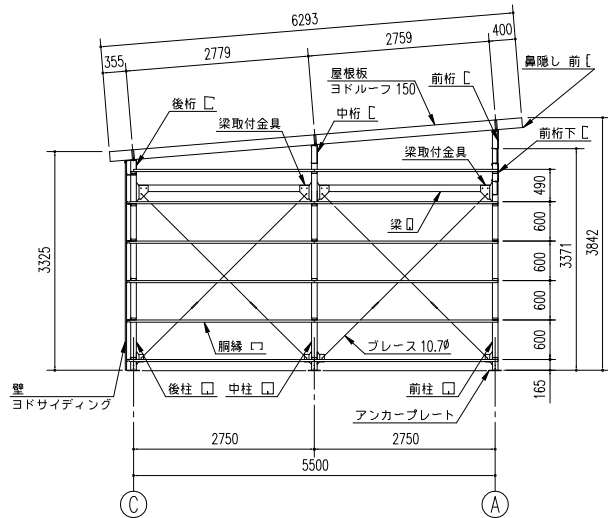 6293
355
2779
2759
400
屋根板
ヨドルーフ 150
前桁
鼻隠し 前
後桁
中桁
梁取付金具
梁取付金具
前桁下
梁
490
600
600
600
600
165
3325
3371
3842
胴縁
ブレース 10.7φ
壁
ヨドサイディング
後柱
中柱
前柱
アンカープレート
2750
2750
5500
C
A